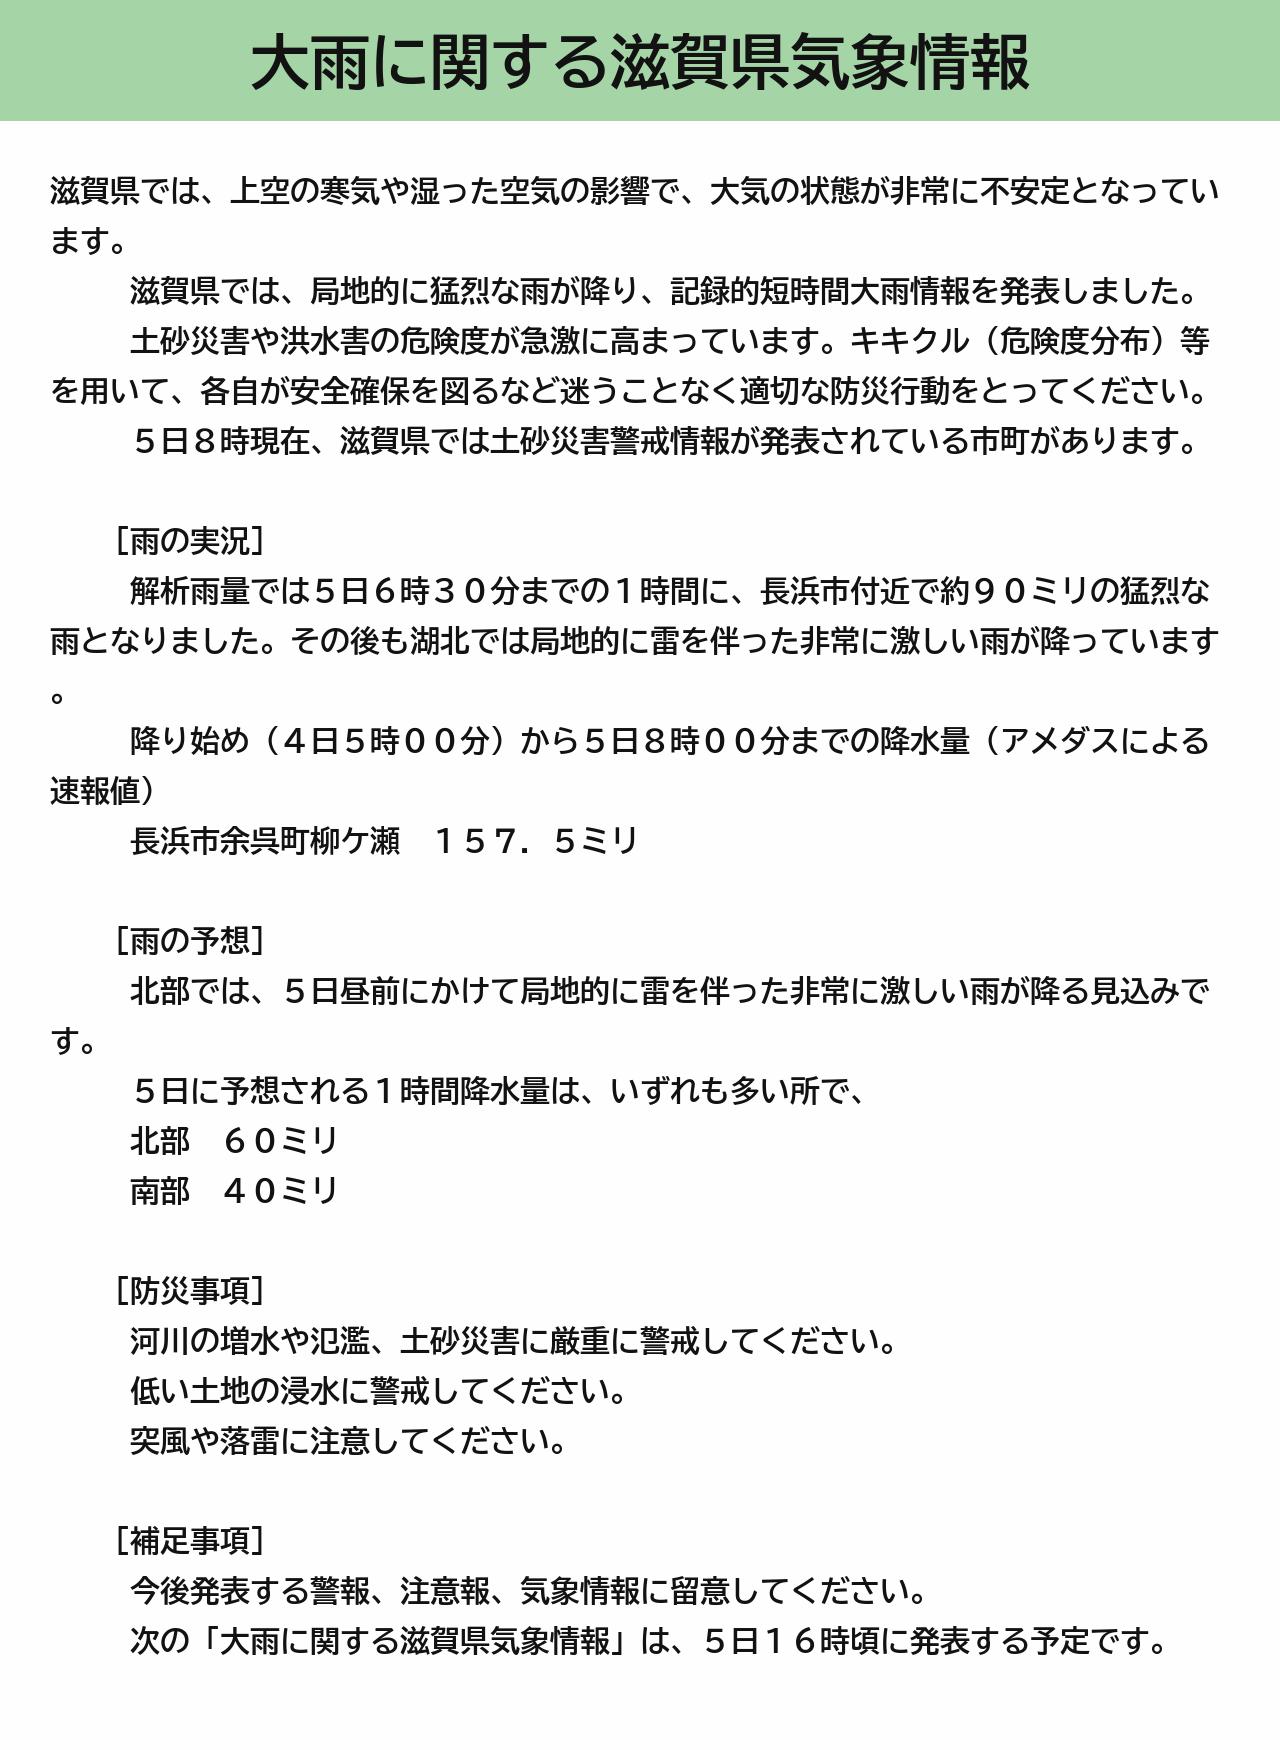 大雨に関する滋賀県気象情報
滋賀県では、上空の寒気や湿った空気の影響で、大気の状態が非常に不安定となってい
ます。
滋賀県では、局地的に猛烈な雨が降り、記録的短時間大雨情報を発表しました。
土砂災害や洪水害の危険度が急激に高まっています。キキクル（危険度分布）等
を用いて、各自が安全確保を図るなど迷うことなく適切な防災行動をとってください。
５日８時現在、滋賀県では土砂災害警戒情報が発表されている市町があります。
［雨の実況］
解析雨量では５日６時３０分までの１時間に、長浜市付近で約９０ミリの猛烈な
雨となりました。その後も湖北では局地的に雷を伴った非常に激しい雨が降っています
。
降り始め（４日５時００分）から５日８時００分までの降水量（アメダスによる
速報値）
長浜市余呉町柳ケ瀬　１５７．５ミリ
［雨の予想］
北部では、５日昼前にかけて局地的に雷を伴った非常に激しい雨が降る見込みで
す。
５日に予想される１時間降水量は、いずれも多い所で、
北部　６０ミリ
南部　４０ミリ
［防災事項］
河川の増水や氾濫、土砂災害に厳重に警戒してください。
低い土地の浸水に警戒してください。
突風や落雷に注意してください。
［補足事項］
今後発表する警報、注意報、気象情報に留意してください。
次の「大雨に関する滋賀県気象情報」は、５日１６時頃に発表する予定です。